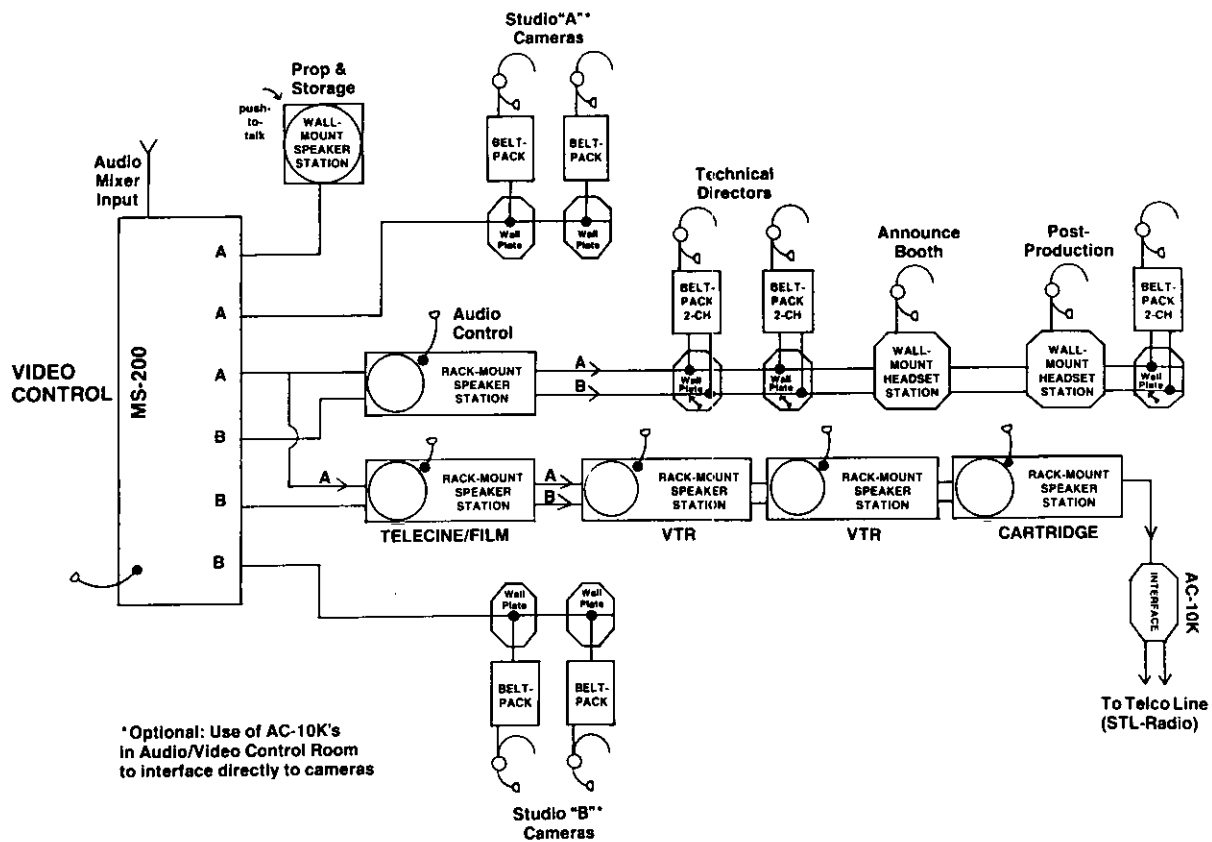 Studio"A"*
Cameras
Prop &
Storage
push-
to-
talk
WALL-
MOUNT
SPEAKER
STATION
BELT-
PACK
BELT-
PACK
Audio
Mixer
Input
Technical
Directors
Wall
Plate
Wall
Plate
Announce
Booth
Post-
Production
A
BELT-
PACK
2-CH
BELT-
PACK
2-CH
BELT-
PACK
2-CH
A
Audio
Control
VIDEO
CONTROL
MS-200
A
RACK-MOUNT
SPEAKER
STATION
A
B
Wall
Plate
Wall
Plate
WALL-
MOUNT
HEADSET
STATION
WALL-
MOUNT
HEADSET
STATION
Wall
Plate
B
A
RACK-MOUNT
SPEAKER
STATION
A
B
RACK-MOUNT
SPEAKER
STATION
RACK-MOUNT
SPEAKER
STATION
RACK-MOUNT
SPEAKER
STATION
B
TELECINE/FILM
VTR
VTR
CARTRIDGE
B
INTERFACE
AC-10K
Wall
Plate
Wall
Plate
BELT-
PACK
BELT-
PACK
To Telco Line
(STL-Radio)
*Optional: Use of AC-10K's
in Audio/Video Control Room
to interface directly to cameras
Studio "B"*
Cameras